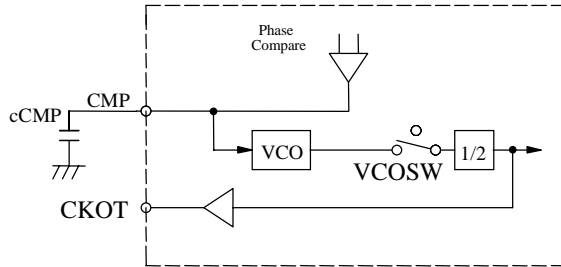 Phase
Compare
CMP
cCMP
VCO
VCOSW
1/2
CKOT